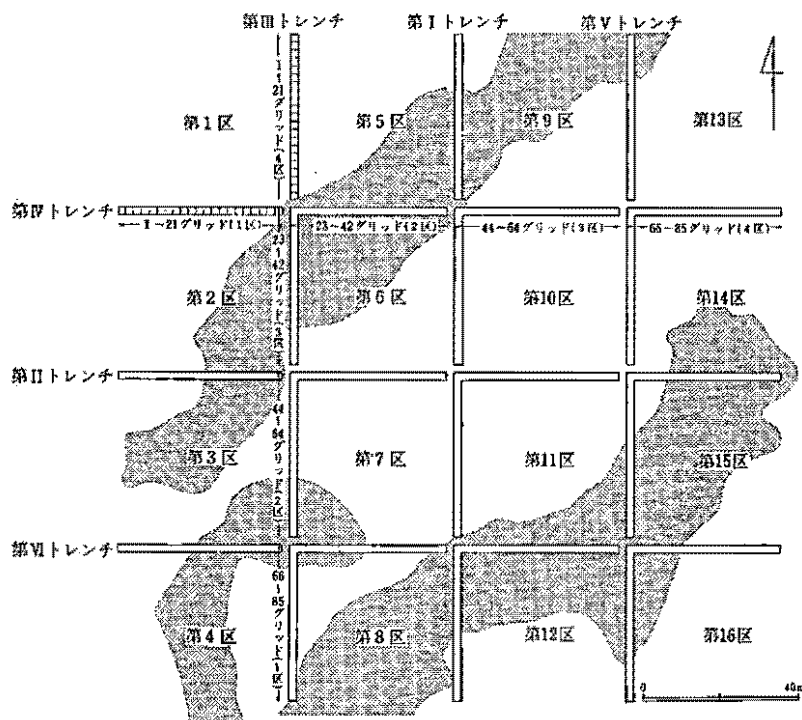 第Ⅲトレンチ 第Ⅰトレンチ 第Ⅴトレンチ
1〜21グリッド(4区)
第1区 第5区 第9区 第13区
第Ⅳトレンチ
1〜21グリッド(1区) 23〜42グリッド(2区) 44〜64グリッド(3区) 65〜85グリッド(4区)
23〜42グリッド(3区)
第2区 第6区 第10区 第14区
第Ⅱトレンチ
44〜64グリッド(2区)
第3区 第7区 第11区 第15区
第Ⅵトレンチ
66〜85グリッド(1区)
第4区 第8区 第12区 第16区
0 40m